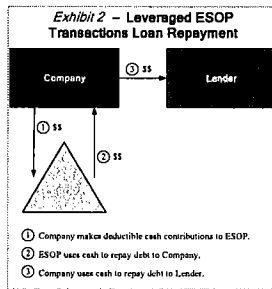 Exhibit 2 – Leveraged ESOP
Transactions Loan Repayment
Company
③ $$
Lender
① $$
② $$
① Company makes deductible cash contributions to ESOP.
② ESOP uses cash to repay debt to Company.
③ Company uses cash to repay debt to Lender.